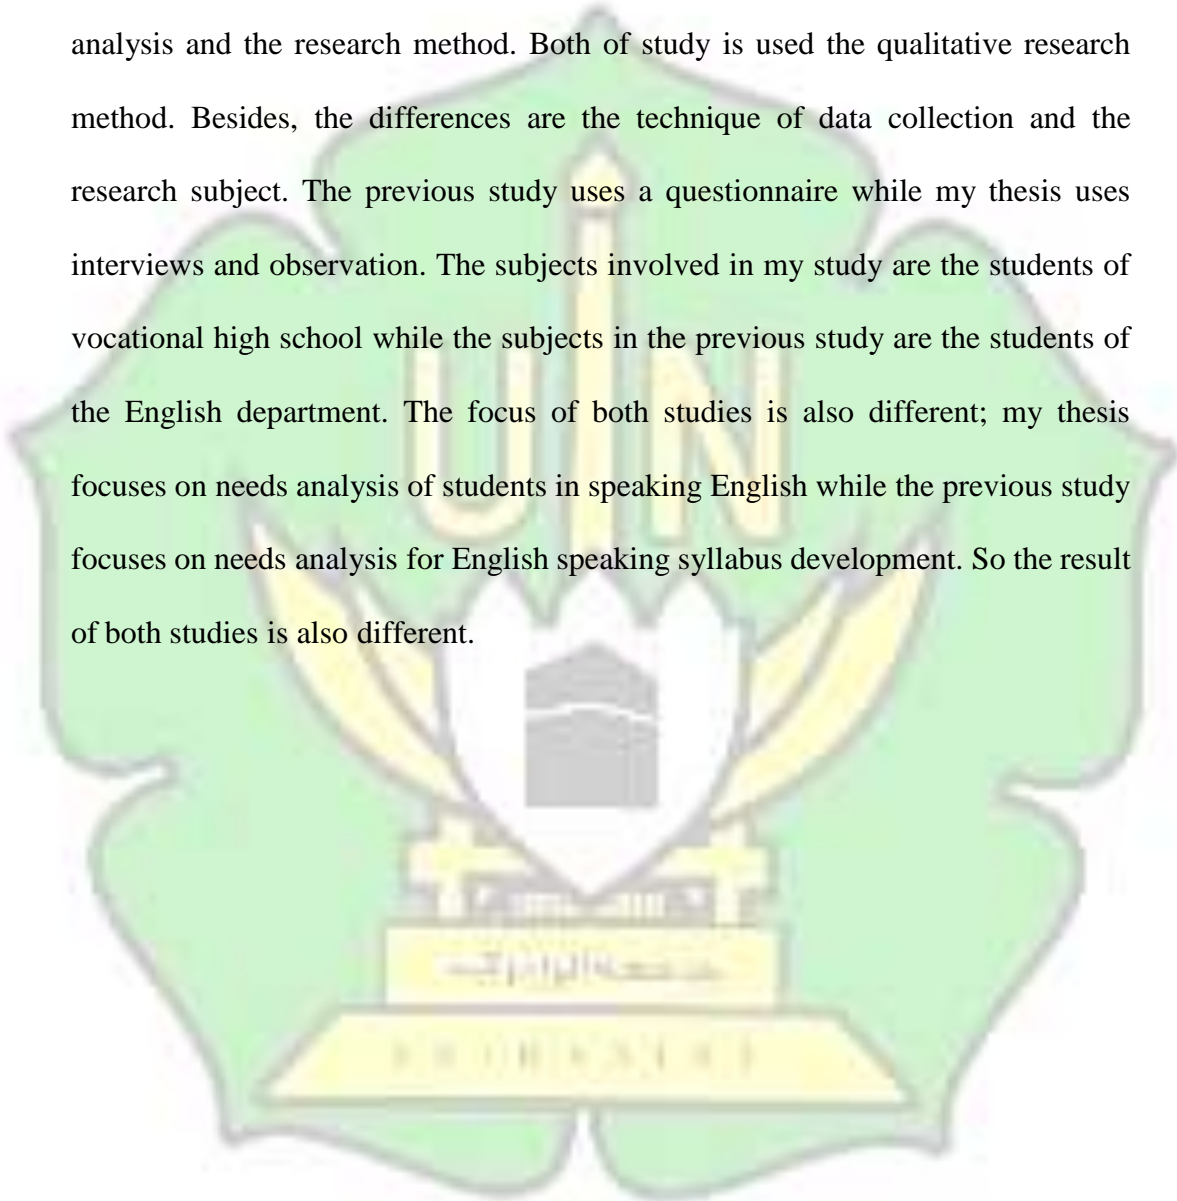 analysis and the research method. Both of study is used the qualitative research
method. Besides, the differences are the technique of data collection and the
research subject. The previous study uses a questionnaire while my thesis uses
interviews and observation. The subjects involved in my study are the students of
vocational high school while the subjects in the previous study are the students of
the English department. The focus of both studies is also different; my thesis
focuses on needs analysis of students in speaking English while the previous study
focuses on needs analysis for English speaking syllabus development. So the result
of both studies is also different.
UIN